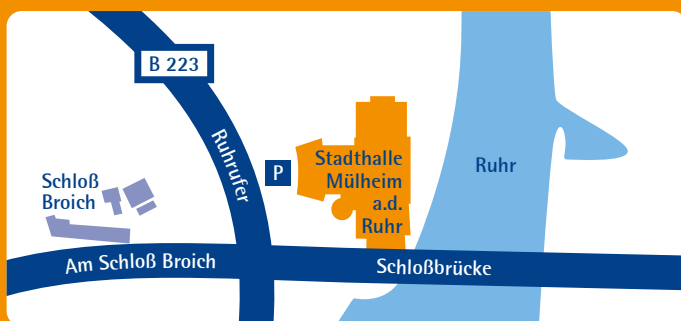 B 223
Ruhrufer
P
Stadthalle
Mülheim
a.d.
Ruhr
Ruhr
Schloß
Broich
Am Schloß Broich
Schloßbrücke